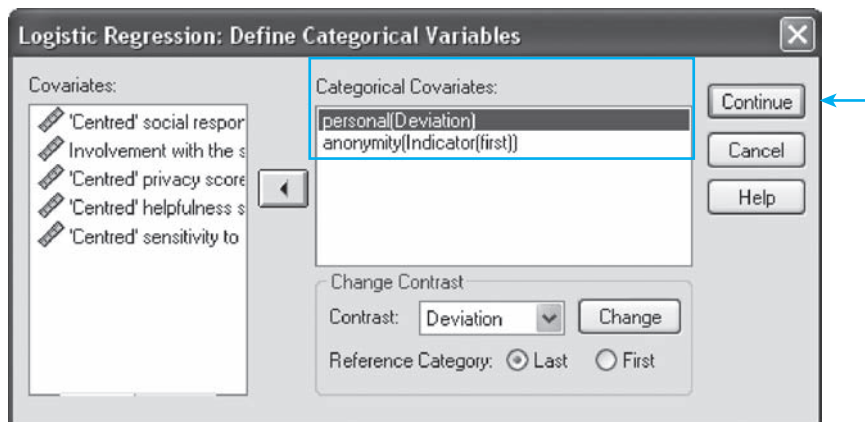 Logistic Regression: Define Categorical Variables
Covariates:
'Centred' social respor
Involvement with the s
'Centred' privacy score
'Centred' helpfulness s
'Centred' sensitivity to
Categorical Covariates:
personal(Deviation)
anonymity(Indicator(first))
Change Contrast
Contrast: Deviation Change
Reference Category: Last First
Continue
Cancel
Help